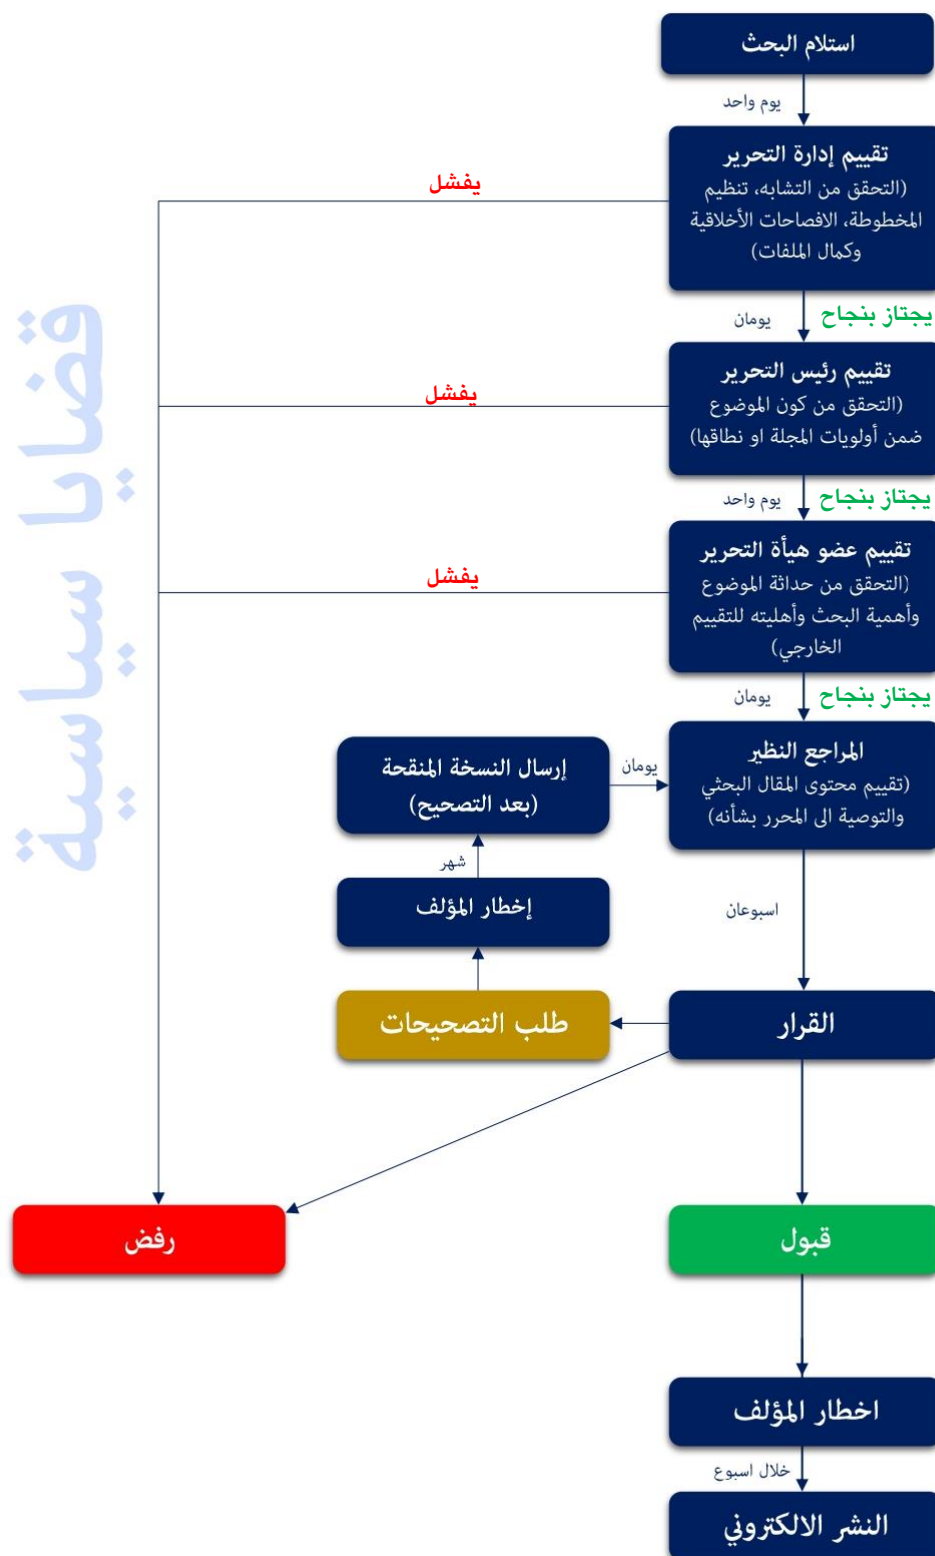 استلام البحث
يوم واحد
تقييم إدارة التحرير
(التحقق من التشابه، تنظيم
المخطوطة، الافصاحات الأخلاقية
وكمال الملفات)
يفشل
يجتاز بنجاح
يومان
تقييم رئيس التحرير
(التحقق من كون الموضوع
ضمن أولويات المجلة او نطاقها)
يفشل
يجتاز بنجاح
يوم واحد
تقييم عضو هيأة التحرير
(التحقق من حداثة الموضوع
وأهمية البحث وأهليته للتقييم
الخارجي)
يفشل
يجتاز بنجاح
يومان
المراجع النظير
(تقييم محتوى المقال البحثي
والتوصية الى المحرر بشأنه)
يومان
إرسال النسخة المنقحة
(بعد التصحيح)
شهر
إخطار المؤلف
اسبوعان
القرار
طلب التصحيحات
قبول
رفض
اخطار المؤلف
خلال اسبوع
النشر الالكتروني
قضايا سياسية